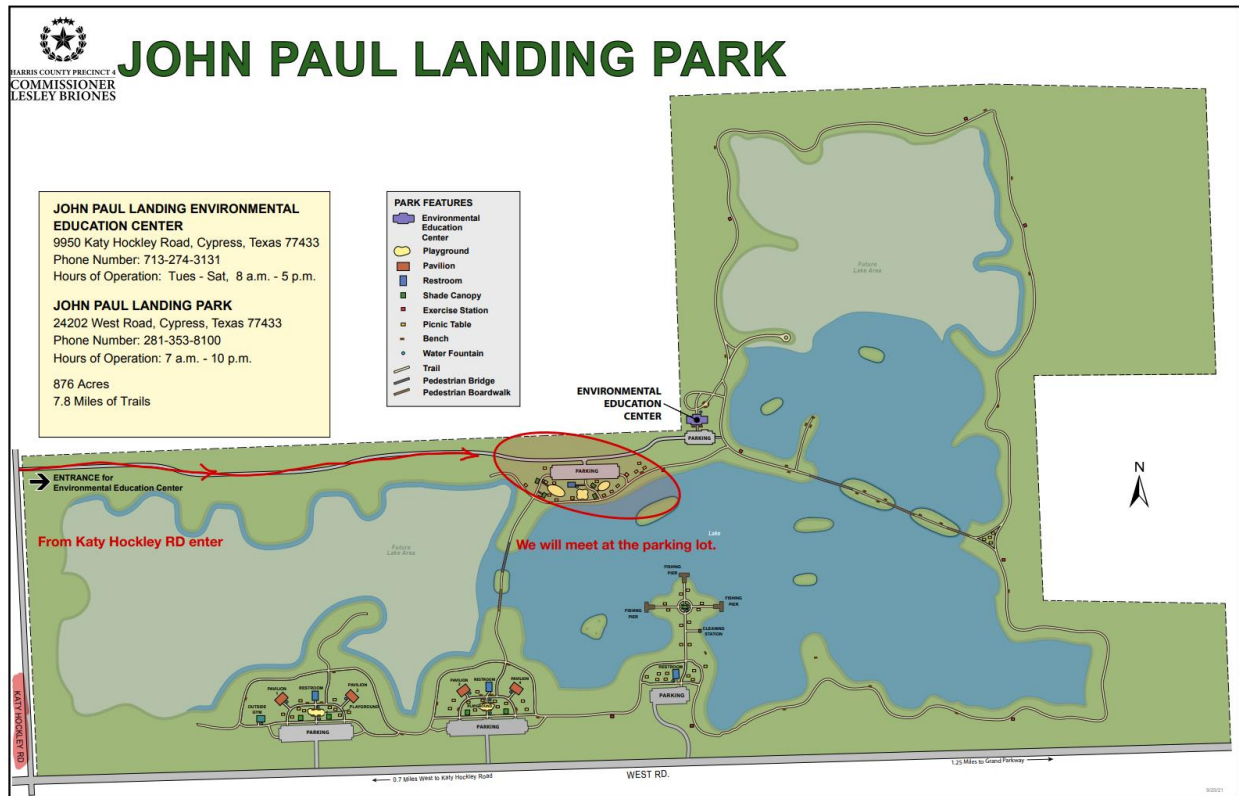 HARRIS COUNTY PRECINCT 4
COMMISSIONER
LESLEY BRIONES
JOHN PAUL LANDING PARK
JOHN PAUL LANDING ENVIRONMENTAL
EDUCATION CENTER
9950 Katy Hockley Road, Cypress, Texas 77433
Phone Number: 713-274-3131
Hours of Operation: Tues - Sat, 8 a.m. - 5 p.m.
JOHN PAUL LANDING PARK
24202 West Road, Cypress, Texas 77433
Phone Number: 281-353-8100
Hours of Operation: 7 a.m. - 10 p.m.
876 Acres
7.8 Miles of Trails
PARK FEATURES
Environmental
Education
Center
Playground
Pavilion
Restroom
Shade Canopy
Exercise Station
Picnic Table
Bench
Water Fountain
Trail
Pedestrian Bridge
Pedestrian Boardwalk
Future
Lake Area
ENVIRONMENTAL
EDUCATION
CENTER
PARKING
PARKING
ENTRANCE for
Environmental Education Center
N
From Katy Hockley RD enter
We will meet at the parking lot.
Lake
Future
Lake Area
FISHING
PIER
FISHING
PIER
FISHING
PIER
CLEANING
STATION
RESTROOM
PARKING
PAVILION
RESTROOM
PAVILION
2
PLAYGROUND
OUTSIDE
GYM
PARKING
PAVILION
3
RESTROOM
PAVILION
4
PLAYGROUND
PARKING
KATY HOCKLEY RD
0.7 Miles West to Katy Hockley Road
WEST RD.
1.25 Miles to Grand Parkway